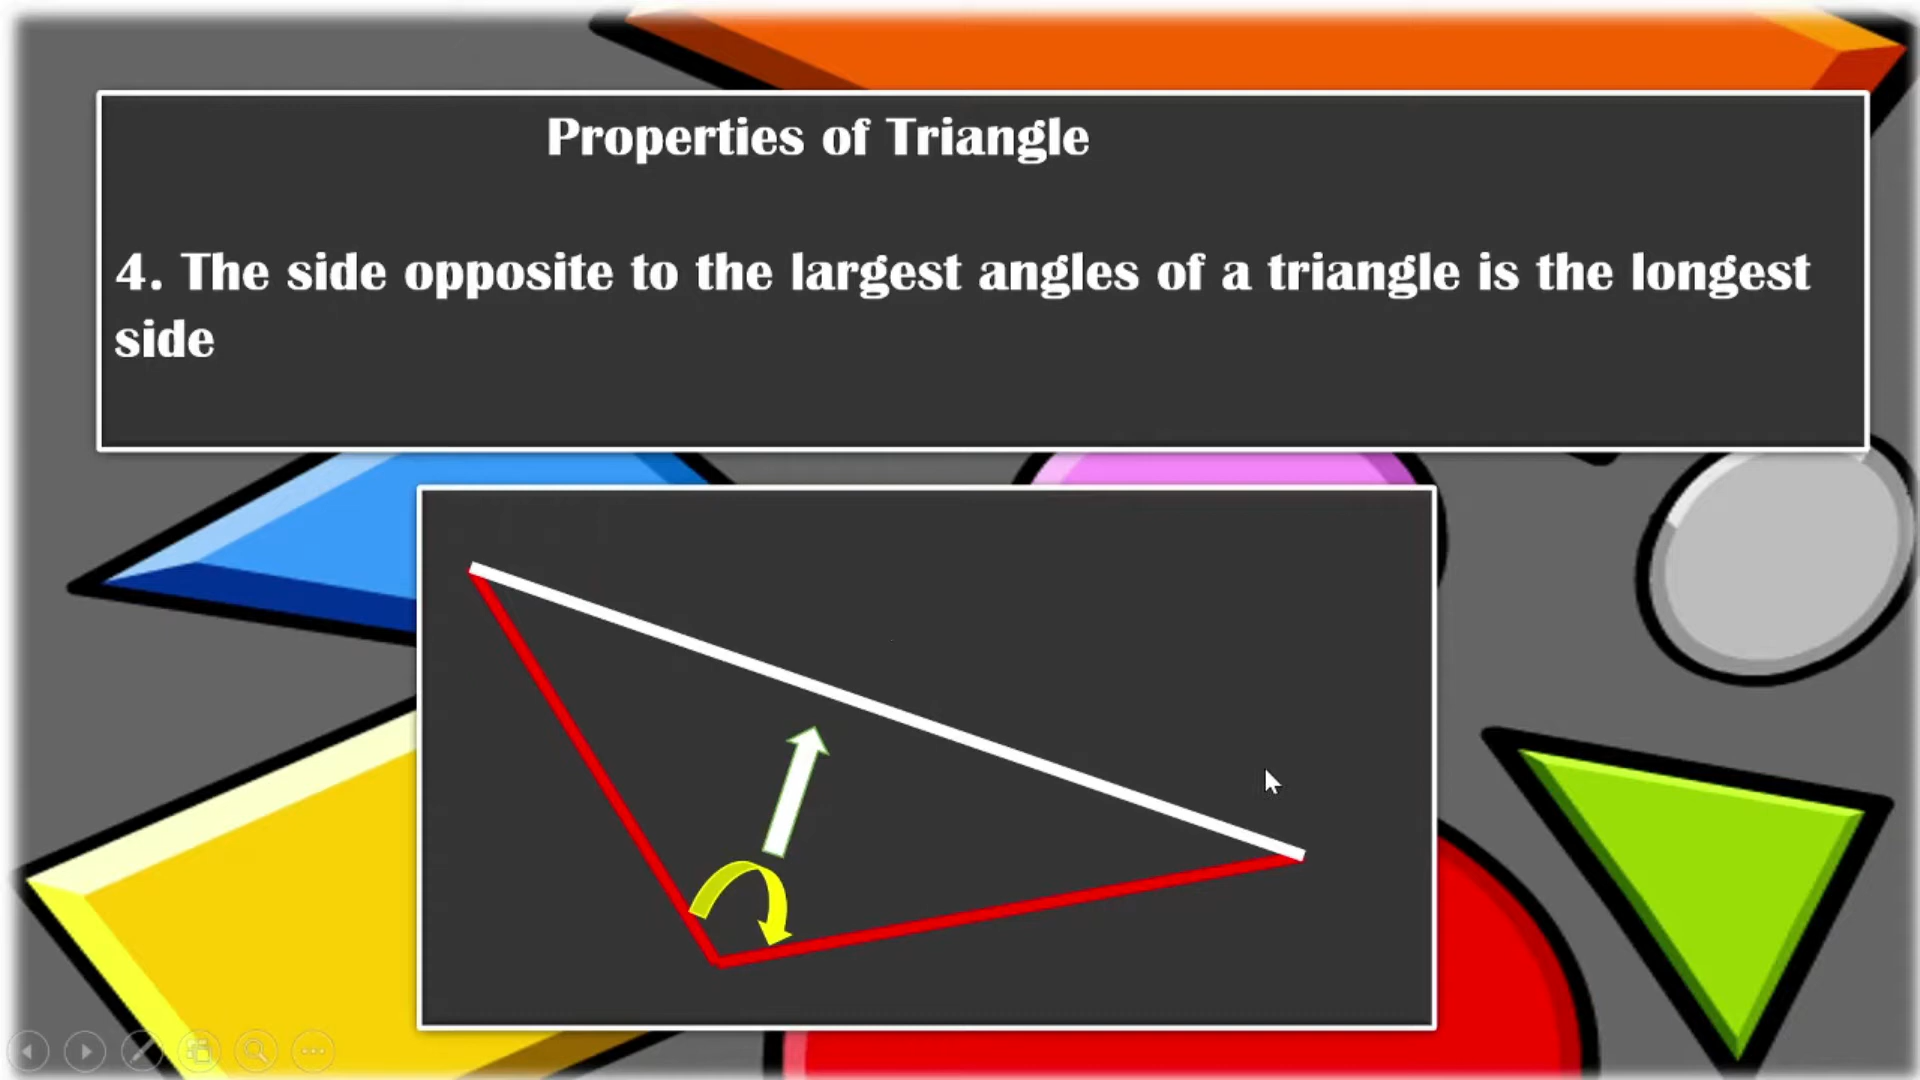 Properties of Triangle
4. The side opposite to the largest angles of a triangle is the longest
side